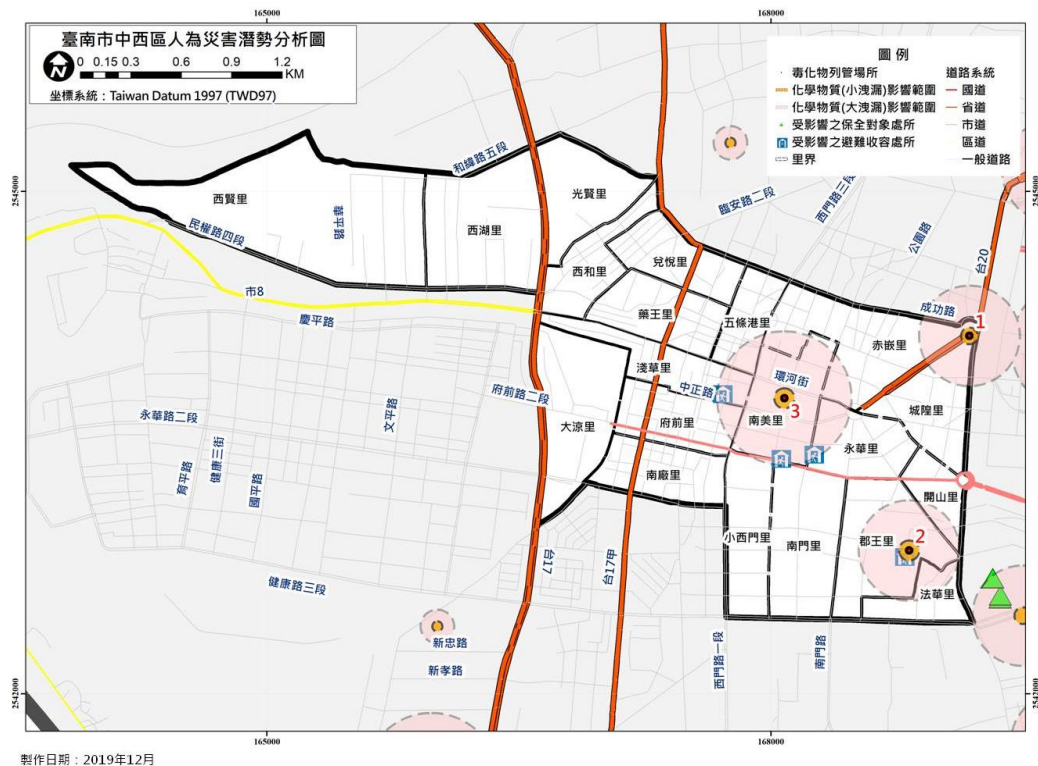 臺南市中西區人為災害潛勢分析圖
N
0 0.15 0.3 0.6 0.9 1.2
KM
坐標系統：Taiwan Datum 1997 (TWD97)
圖例
毒化物列管場所
化學物質(小洩漏)影響範圍
化學物質(大洩漏)影響範圍
受影響之保全對象處所
受影響之避難收容處所
里界
道路系統
國道
省道
市道
區道
一般道路
165000
168000
2545000
2545000
和緯路五段
西賢里
光賢里
臨安路二段
西門路三段
公園路
民權路四段
西湖里
台20
兌悅里
西和里
市8
成功路
1
慶平路
藥王里
五條港里
赤嵌里
淺草里
環河街
中正路
府前路二段
3
城隍里
永華路二段
文平路
大涼里
府前里
南美里
永華里
育平路
健康三街
國平路
南廠里
開山里
小西門里
南門里
郡王里
2
台17
台17甲
健康路三段
法華里
新忠路
西門路一段
南門路
新孝路
2542000
2542000
165000
168000
製作日期：2019年12月